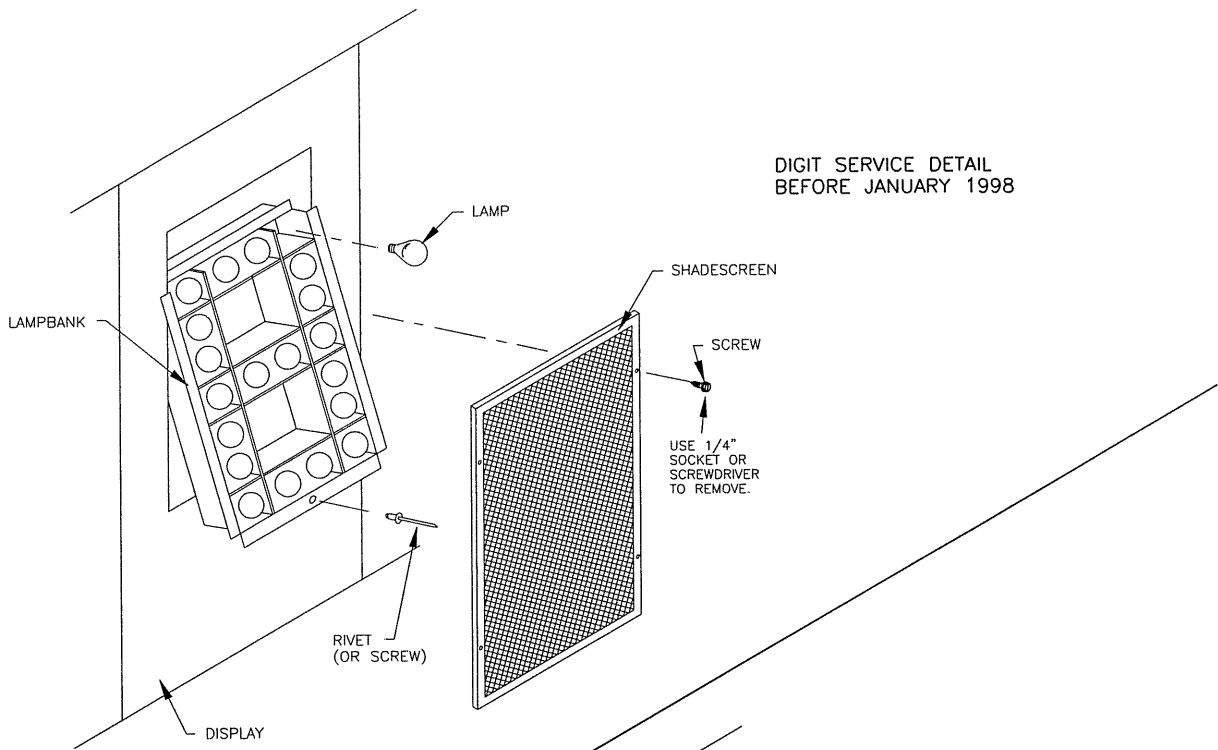 DIGIT SERVICE DETAIL
BEFORE JANUARY 1998
LAMP
SHADESCREEN
LAMPBANK
SCREW
USE 1/4"
SOCKET OR
SCREWDRIVER
TO REMOVE.
RIVET
(OR SCREW)
DISPLAY